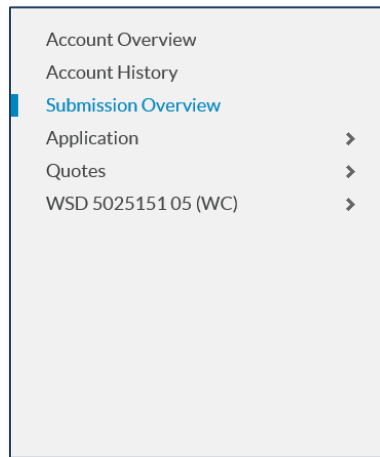 Account Overview
Account History
Submission Overview
Application
Quotes
WSD 5025151 05 (WC)